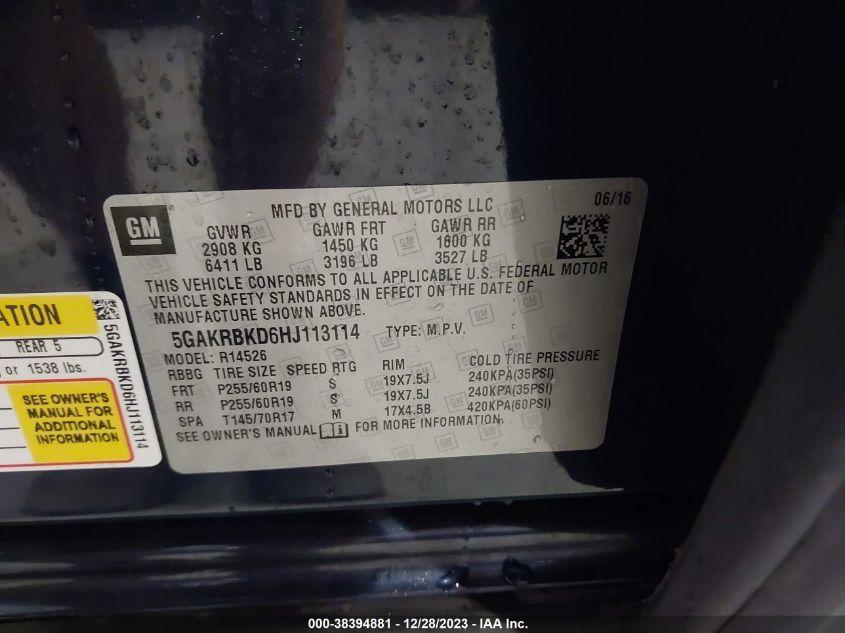 06/16
GM
MFD BY GENERAL MOTORS LLC
GVWR GAWR FRT GAWR RR
2908 KG 1450 KG 1600 KG
6411 LB 3196 LB 3527 LB
THIS VEHICLE CONFORMS TO ALL APPLICABLE U.S. FEDERAL MOTOR
VEHICLE SAFETY STANDARDS IN EFFECT ON THE DATE OF
MANUFACTURE SHOWN ABOVE.
5GAKRBKD6HJ113114 TYPE: M.P.V.
MODEL: R14526
RBBG TIRE SIZE SPEED RTG RIM COLD TIRE PRESSURE
FRT P255/60R19 S 19X7.5J 240KPA(35PSI)
RR P255/60R19 S 19X7.5J 240KPA(35PSI)
SPA T145/70R17 M 17X4.5B 420KPA(60PSI)
SEE OWNER'S MANUAL FOR MORE INFORMATION.
REAR 5
or 1538 lbs.
SEE OWNER'S
MANUAL FOR
ADDITIONAL
INFORMATION
5GAKRBKD6HJ113114
000-38394881 - 12/28/2023 - IAAI Inc.